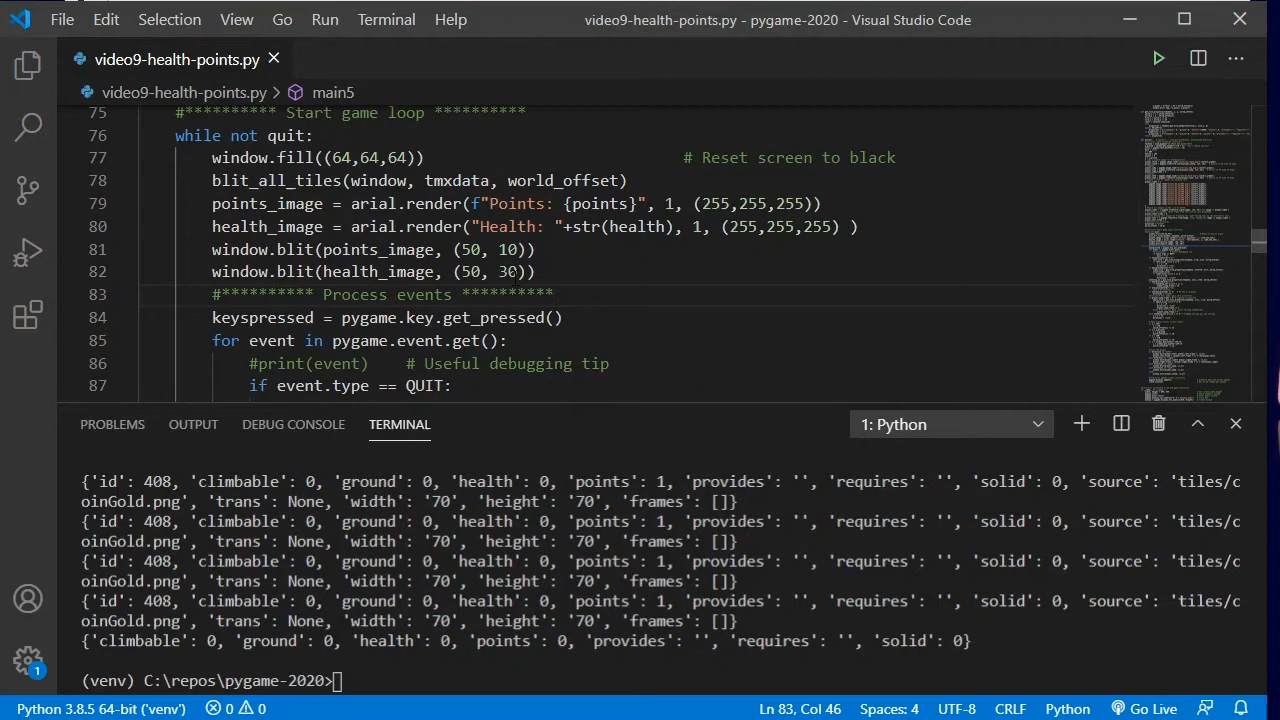 File Edit Selection View Go Run Terminal Help video9-health-points.py - pygame-2020 - Visual Studio Code
video9-health-points.py
video9-health-points.py > main5
75 #********** Start game loop **********
76 while not quit:
77 window.fill((64,64,64)) # Reset screen to black
78 blit_all_tiles(window, tmxdata, world_offset)
79 points_image = arial.render(f"Points: {points}", 1, (255,255,255))
80 health_image = arial.render( "Health: "+str(health), 1, (255,255,255) )
81 window.blit(points_image, (50, 10))
82 window.blit(health_image, (50, 30))
83 #********** Process events **********
84 keyspressed = pygame.key.get_pressed()
85 for event in pygame.event.get():
86 #print(event) # Useful debugging tip
87 if event.type == QUIT:
PROBLEMS OUTPUT DEBUG CONSOLE TERMINAL 1: Python
{'id': 408, 'climbable': 0, 'ground': 0, 'health': 0, 'points': 1, 'provides': '', 'requires': '', 'solid': 0, 'source': 'tiles/c
oinGold.png', 'trans': None, 'width': '70', 'height': '70', 'frames': []}
{'id': 408, 'climbable': 0, 'ground': 0, 'health': 0, 'points': 1, 'provides': '', 'requires': '', 'solid': 0, 'source': 'tiles/c
oinGold.png', 'trans': None, 'width': '70', 'height': '70', 'frames': []}
{'id': 408, 'climbable': 0, 'ground': 0, 'health': 0, 'points': 1, 'provides': '', 'requires': '', 'solid': 0, 'source': 'tiles/c
oinGold.png', 'trans': None, 'width': '70', 'height': '70', 'frames': []}
{'id': 408, 'climbable': 0, 'ground': 0, 'health': 0, 'points': 1, 'provides': '', 'requires': '', 'solid': 0, 'source': 'tiles/c
oinGold.png', 'trans': None, 'width': '70', 'height': '70', 'frames': []}
{'climbable': 0, 'ground': 0, 'health': 0, 'points': 0, 'provides': '', 'requires': '', 'solid': 0}
(venv) C:\repos\pygame-2020>
1
Python 3.8.5 64-bit ('venv') 0 0 Ln 83, Col 46 Spaces: 4 UTF-8 CRLF Python Go Live